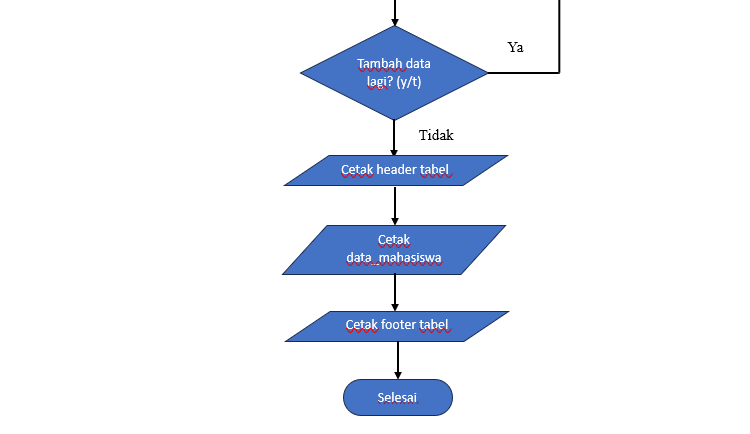 Ya
Tambah data
lagi? (y/t)
Tidak
Cetak header tabel
Cetak
data_mahasiswa
Cetak footer tabel
Selesai